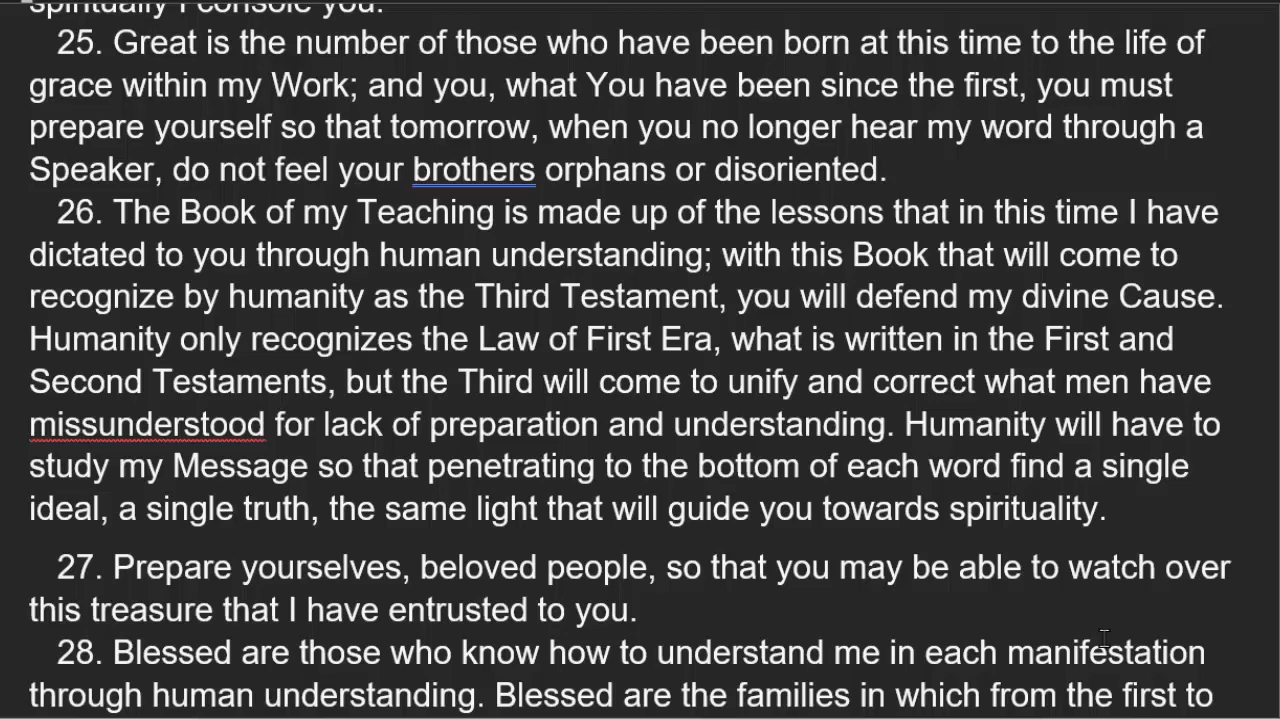 spiritually I console you.
25. Great is the number of those who have been born at this time to the life of
grace within my Work; and you, what You have been since the first, you must
prepare yourself so that tomorrow, when you no longer hear my word through a
Speaker, do not feel your brothers orphans or disoriented.
26. The Book of my Teaching is made up of the lessons that in this time I have
dictated to you through human understanding; with this Book that will come to
recognize by humanity as the Third Testament, you will defend my divine Cause.
Humanity only recognizes the Law of First Era, what is written in the First and
Second Testaments, but the Third will come to unify and correct what men have
missunderstood for lack of preparation and understanding. Humanity will have to
study my Message so that penetrating to the bottom of each word find a single
ideal, a single truth, the same light that will guide you towards spirituality.
27. Prepare yourselves, beloved people, so that you may be able to watch over
this treasure that I have entrusted to you.
28. Blessed are those who know how to understand me in each manifestation
through human understanding. Blessed are the families in which from the first to